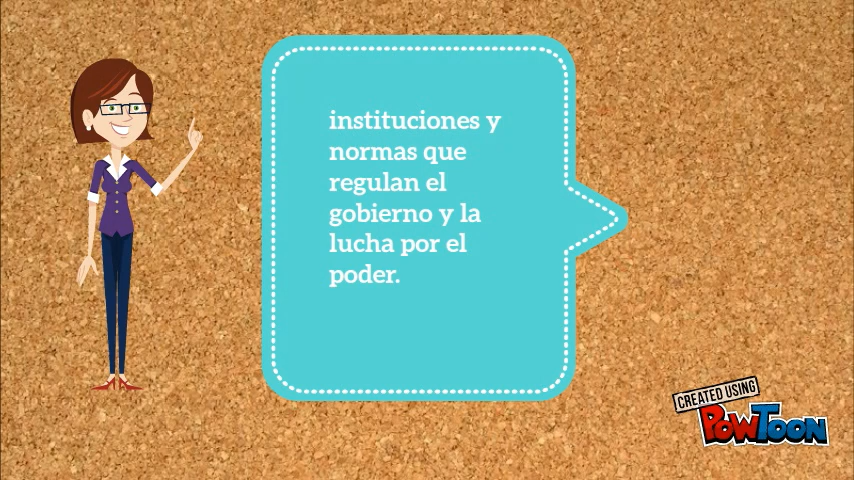 instituciones y
normas que
regulan el
gobierno y la
lucha por el
poder.
CREATED USING
POWTOON